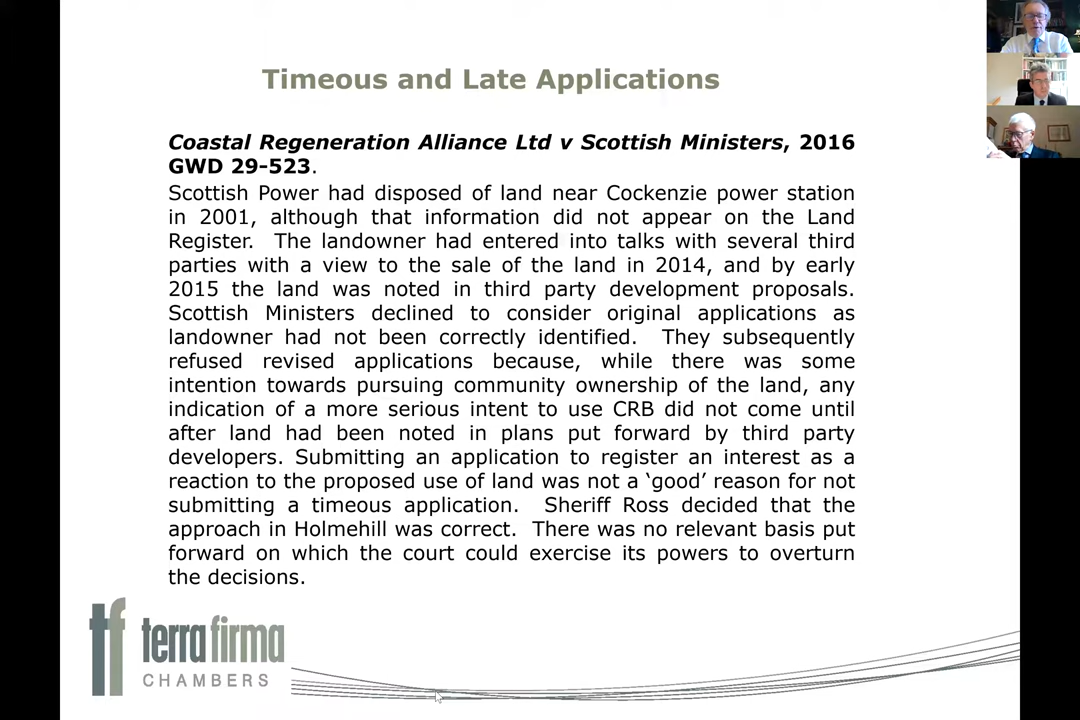 Timeous and Late Applications
Coastal Regeneration Alliance Ltd v Scottish Ministers, 2016
GWD 29-523.
Scottish Power had disposed of land near Cockenzie power station
in 2001, although that information did not appear on the Land
Register. The landowner had entered into talks with several third
parties with a view to the sale of the land in 2014, and by early
2015 the land was noted in third party development proposals.
Scottish Ministers declined to consider original applications as
landowner had not been correctly identified. They subsequently
refused revised applications because, while there was some
intention towards pursuing community ownership of the land, any
indication of a more serious intent to use CRB did not come until
after land had been noted in plans put forward by third party
developers. Submitting an application to register an interest as a
reaction to the proposed use of land was not a ‘good’ reason for not
submitting a timeous application. Sheriff Ross decided that the
approach in Holmehill was correct. There was no relevant basis put
forward on which the court could exercise its powers to overturn
the decisions.
tf terra firma
CHAMBERS